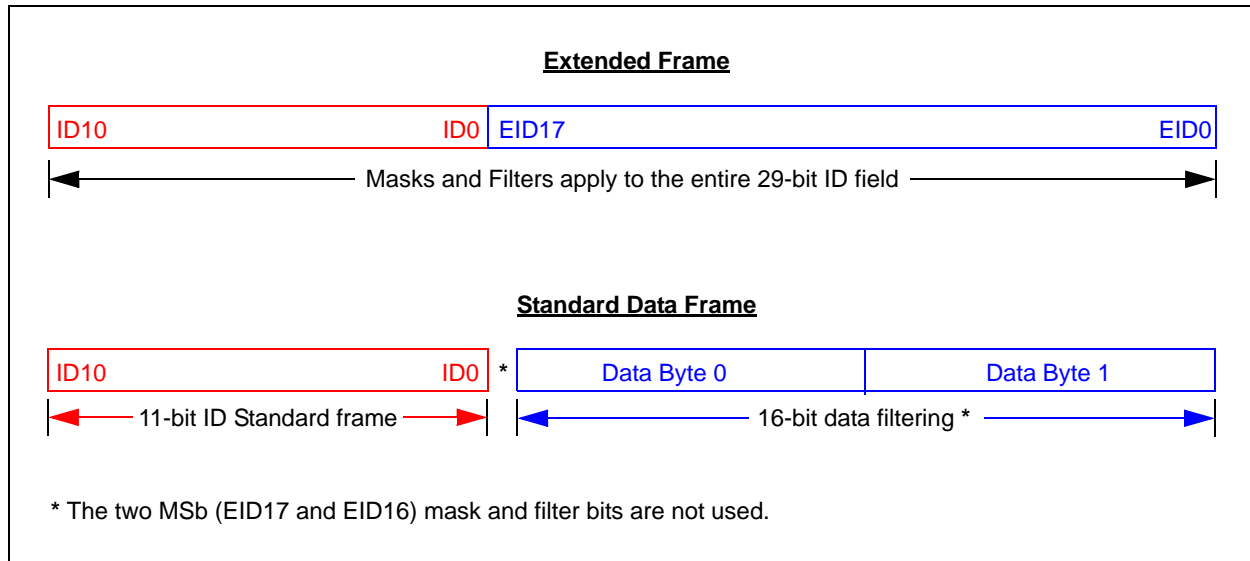 Extended Frame
ID10 ID0 EID17 EID0
Masks and Filters apply to the entire 29-bit ID field
Standard Data Frame
ID10 ID0 * Data Byte 0 Data Byte 1
11-bit ID Standard frame 16-bit data filtering *
* The two MSb (EID17 and EID16) mask and filter bits are not used.